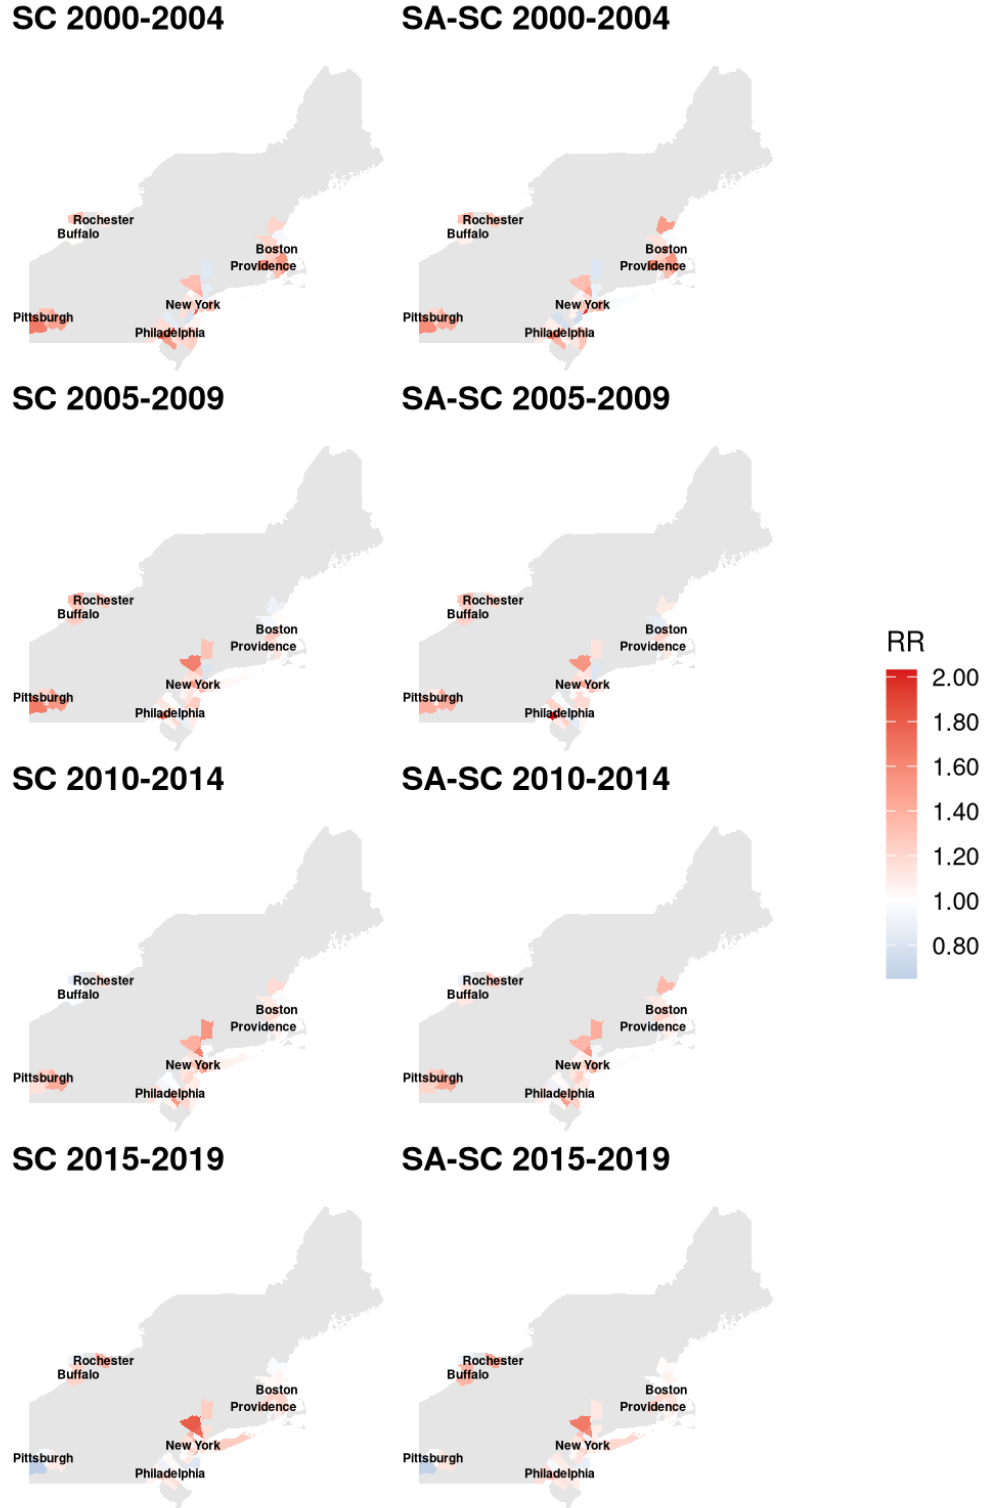 SC 2000-2004 SA-SC 2000-2004
Rochester Rochester
Buffalo Buffalo
Boston Boston
Providence Providence
New York New York
Pittsburgh Pittsburgh
Philadelphia Philadelphia
SC 2005-2009 SA-SC 2005-2009
Rochester Rochester
Buffalo Buffalo
Boston Boston
Providence Providence
New York New York
Pittsburgh Pittsburgh
Philadelphia Philadelphia
SC 2010-2014 SA-SC 2010-2014
Rochester Rochester
Buffalo Buffalo
Boston Boston
Providence Providence
New York New York
Pittsburgh Pittsburgh
Philadelphia Philadelphia
SC 2015-2019 SA-SC 2015-2019
Rochester Rochester
Buffalo Buffalo
Boston Boston
Providence Providence
New York New York
Pittsburgh Pittsburgh
Philadelphia Philadelphia
RR
2.00
1.80
1.60
1.40
1.20
1.00
0.80